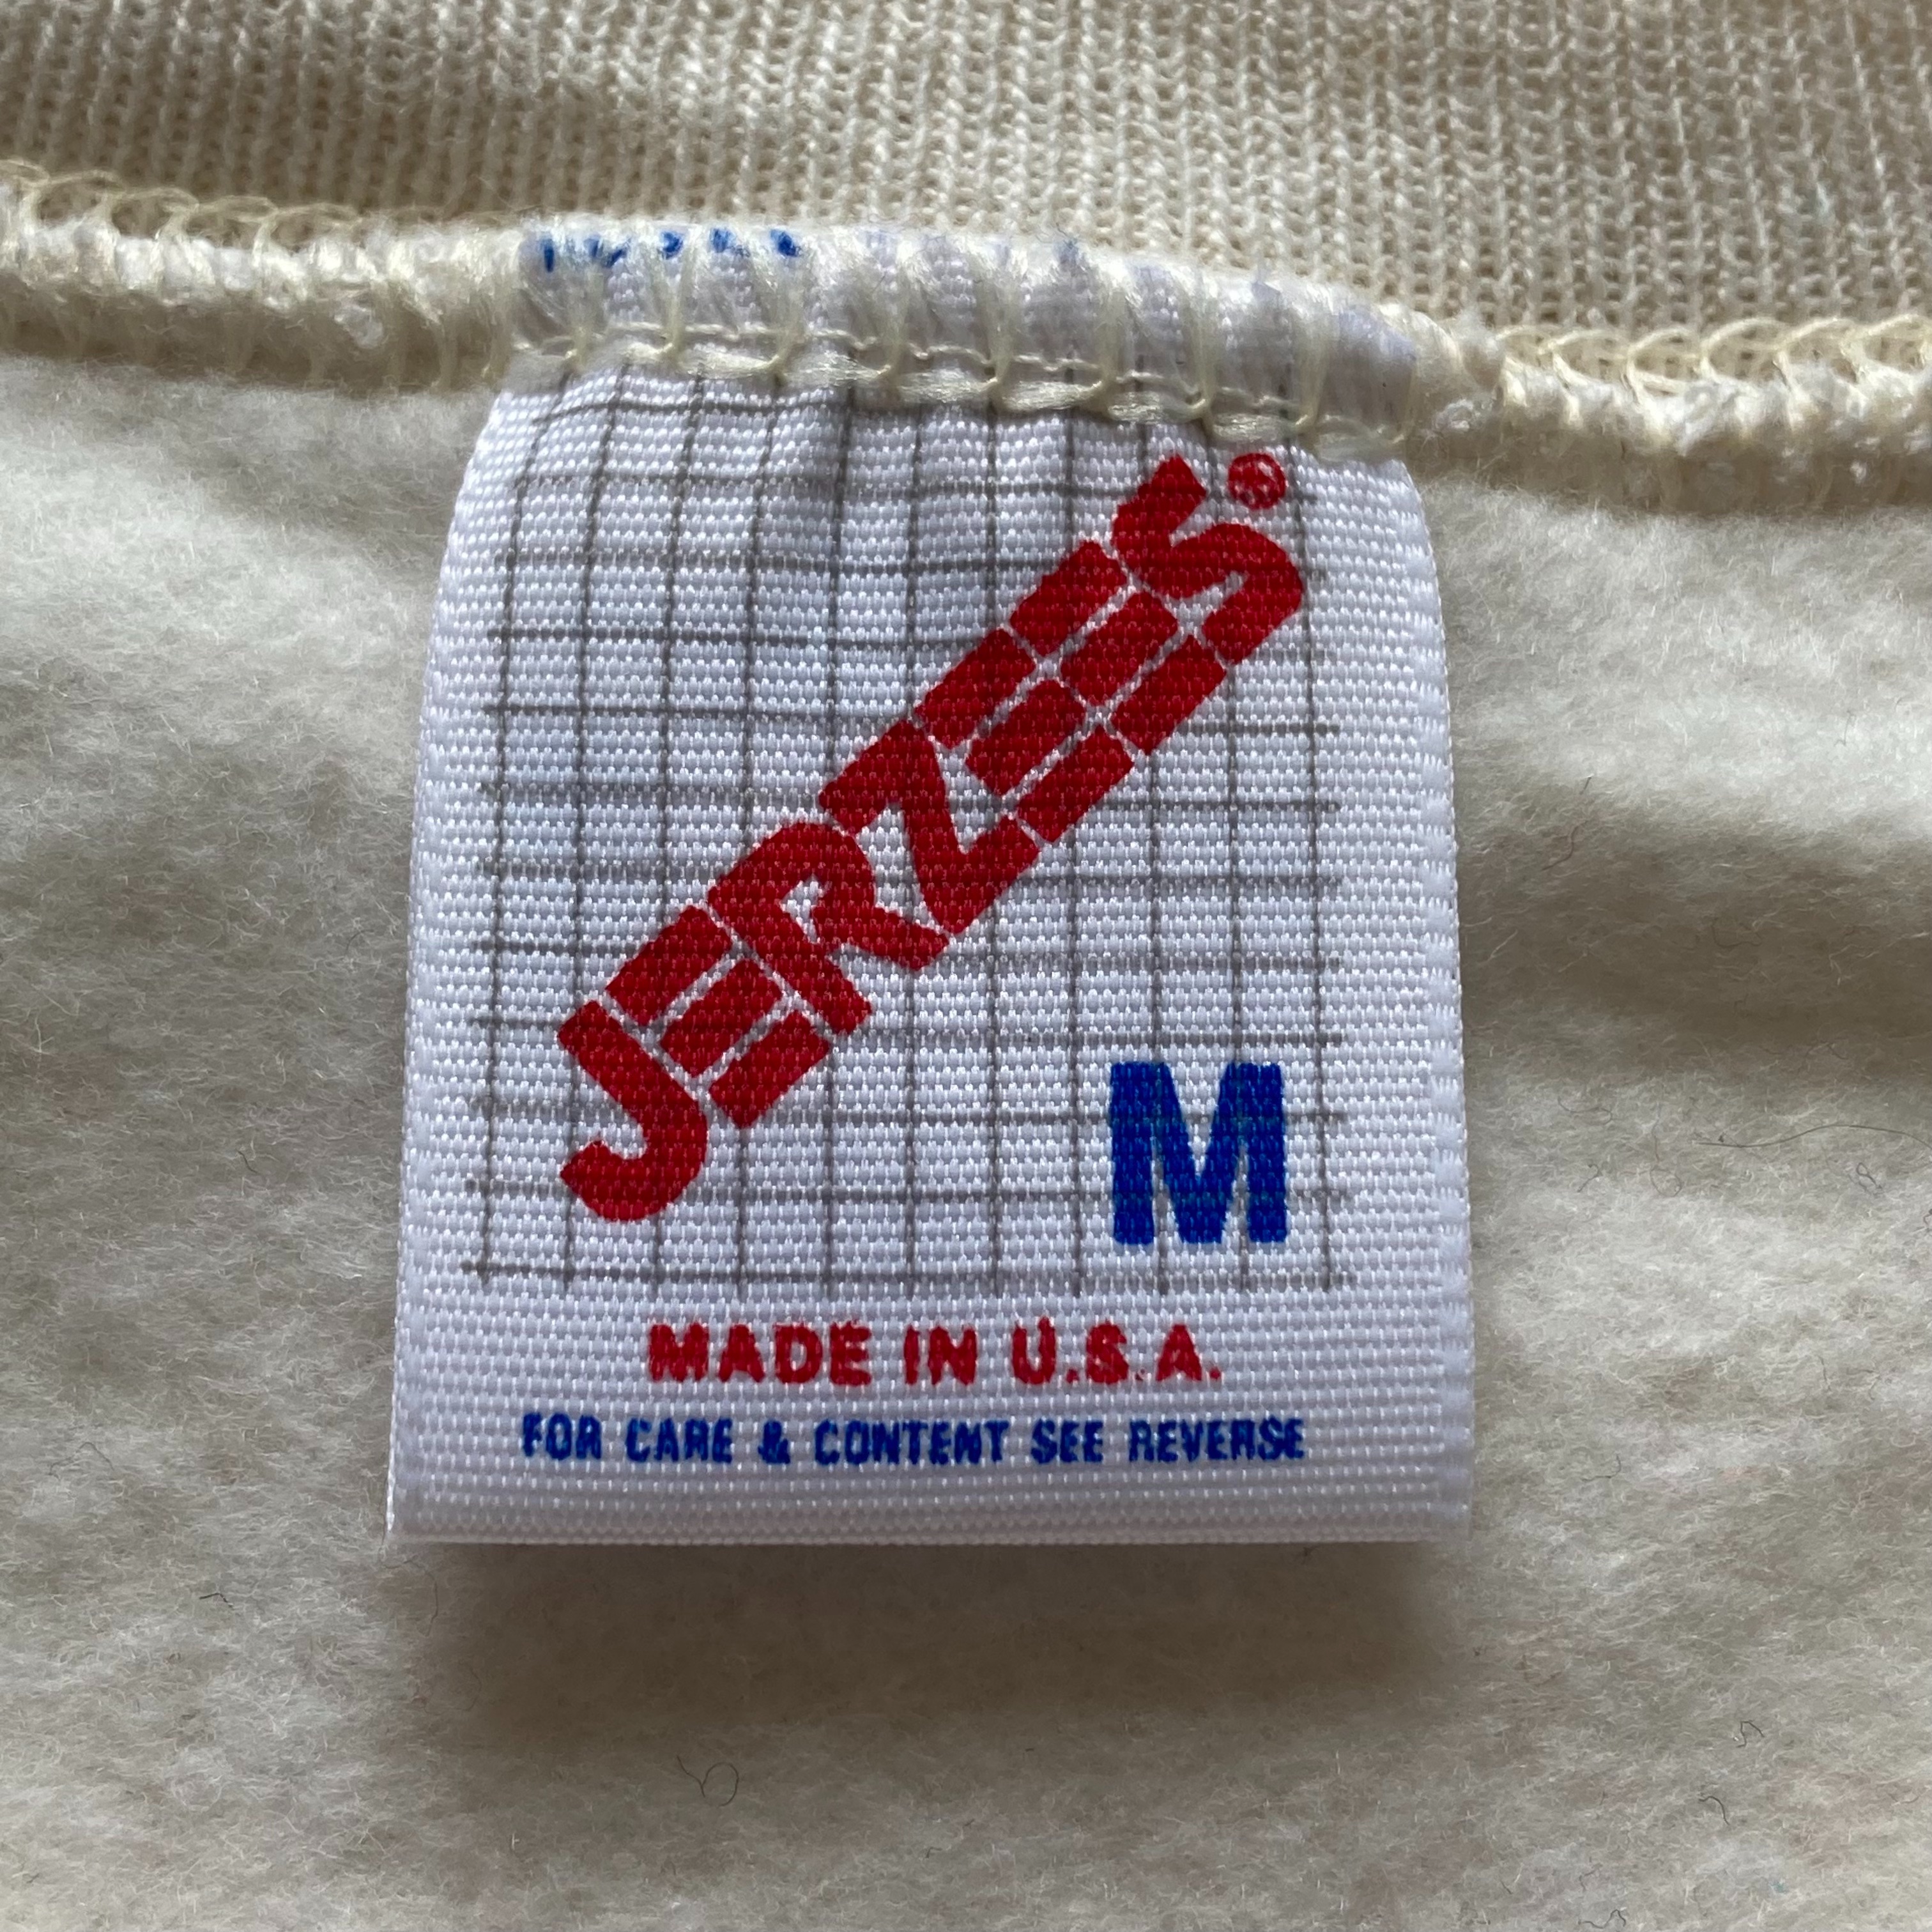 JERZEES®
M
MADE IN U.S.A.
FOR CARE & CONTENT SEE REVERSE